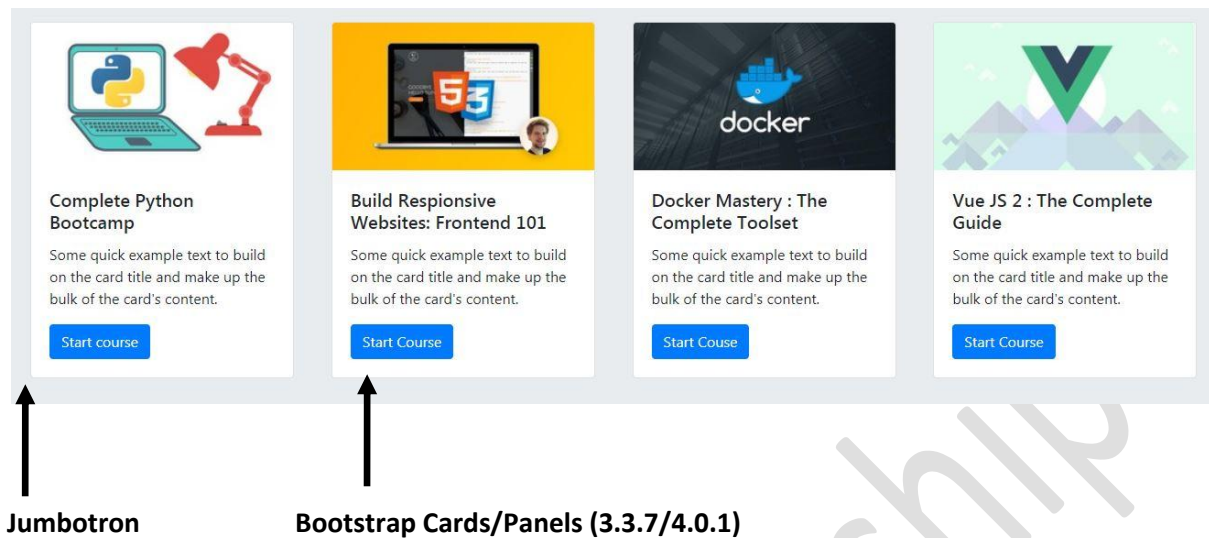 docker
Complete Python
Bootcamp
Some quick example text to build
on the card title and make up the
bulk of the card's content.
Start course
Build Respionsive
Websites: Frontend 101
Some quick example text to build
on the card title and make up the
bulk of the card's content.
Start Course
Docker Mastery : The
Complete Toolset
Some quick example text to build
on the card title and make up the
bulk of the card's content.
Start Couse
Vue JS 2 : The Complete
Guide
Some quick example text to build
on the card title and make up the
bulk of the card's content.
Start Course
Jumbotron
Bootstrap Cards/Panels (3.3.7/4.0.1)
ship